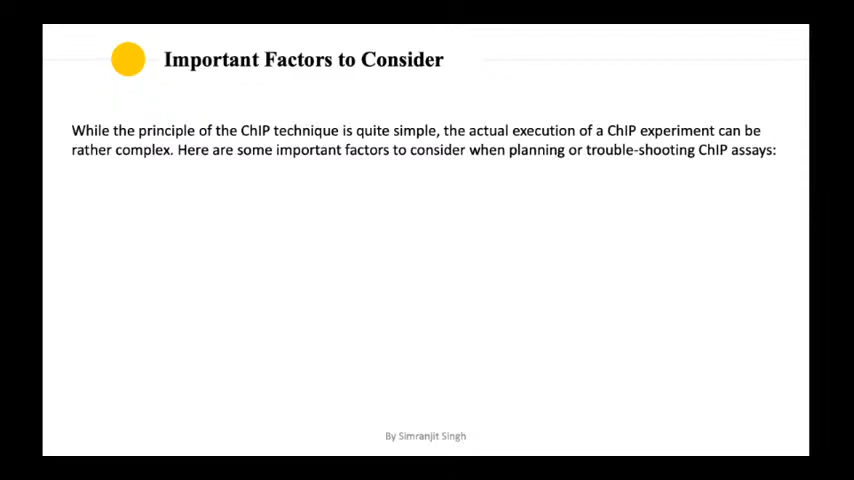 Important Factors to Consider
While the principle of the ChIP technique is quite simple, the actual execution of a ChIP experiment can be
rather complex. Here are some important factors to consider when planning or trouble-shooting ChIP assays:
By Simranjit Singh